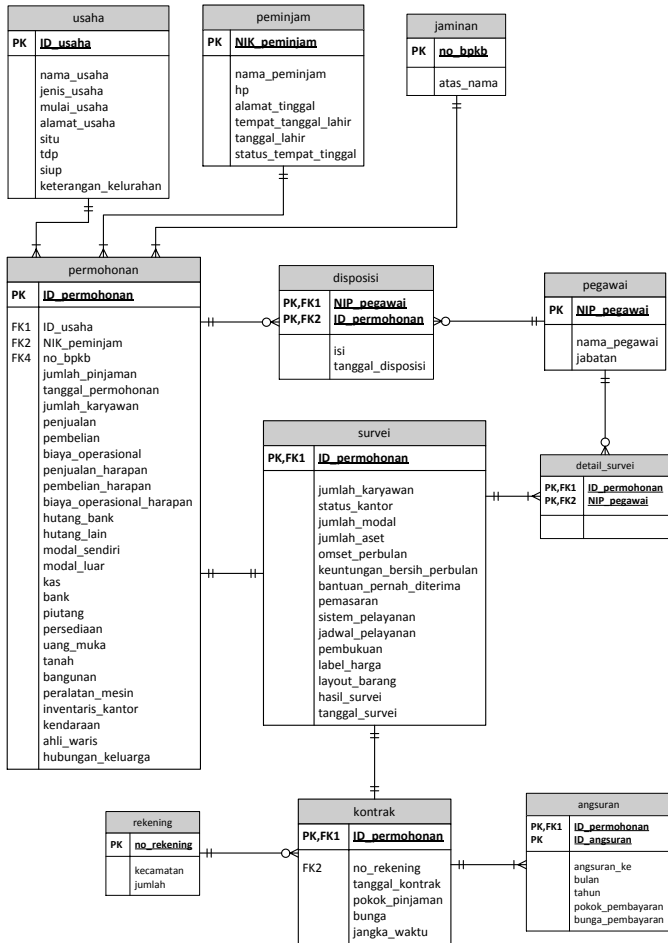 usaha
PK ID_usaha
nama_usaha
jenis_usaha
mulai_usaha
alamat_usaha
situ
tdp
siup
keterangan_kelurahan
peminjam
PK NIK_peminjam
nama_peminjam
hp
alamat_tinggal
tempat_tanggal_lahir
tanggal_lahir
status_tempat_tinggal
jaminan
PK no_bpkb
atas_nama
permohonan
PK ID_permohonan
FK1 ID_usaha
FK2 NIK_peminjam
FK4 no_bpkb
jumlah_pinjaman
tanggal_permohonan
jumlah_karyawan
penjualan
pembelian
biaya_operasional
penjualan_harapan
pembelian_harapan
biaya_operasional_harapan
hutang_bank
hutang_lain
modal_sendiri
modal_luar
kas
bank
piutang
persediaan
uang_muka
tanah
bangunan
peralatan_mesin
inventaris_kantor
kendaraan
ahli_waris
hubungan_keluarga
disposisi
PK,FK1 NIP_pegawai
PK,FK2 ID_permohonan
isi
tanggal_disposisi
pegawai
PK NIP_pegawai
nama_pegawai
jabatan
survei
PK,FK1 ID_permohonan
jumlah_karyawan
status_kantor
jumlah_modal
jumlah_aset
omset_perbulan
keuntungan_bersih_perbulan
bantuan_pernah_diterima
pemasaran
sistem_pelayanan
jadwal_pelayanan
pembukuan
label_harga
layout_barang
hasil_survei
tanggal_survei
detail_survei
PK,FK1 ID_permohonan
PK,FK2 NIP_pegawai
rekening
PK no_rekening
kecamatan
jumlah
kontrak
PK,FK1 ID_permohonan
FK2 no_rekening
tanggal_kontrak
pokok_pinjaman
bunga
jangka_waktu
angsuran
PK,FK1 ID_permohonan
PK ID_angsuran
angsuran_ke
bulan
tahun
pokok_pembayaran
bunga_pembayaran